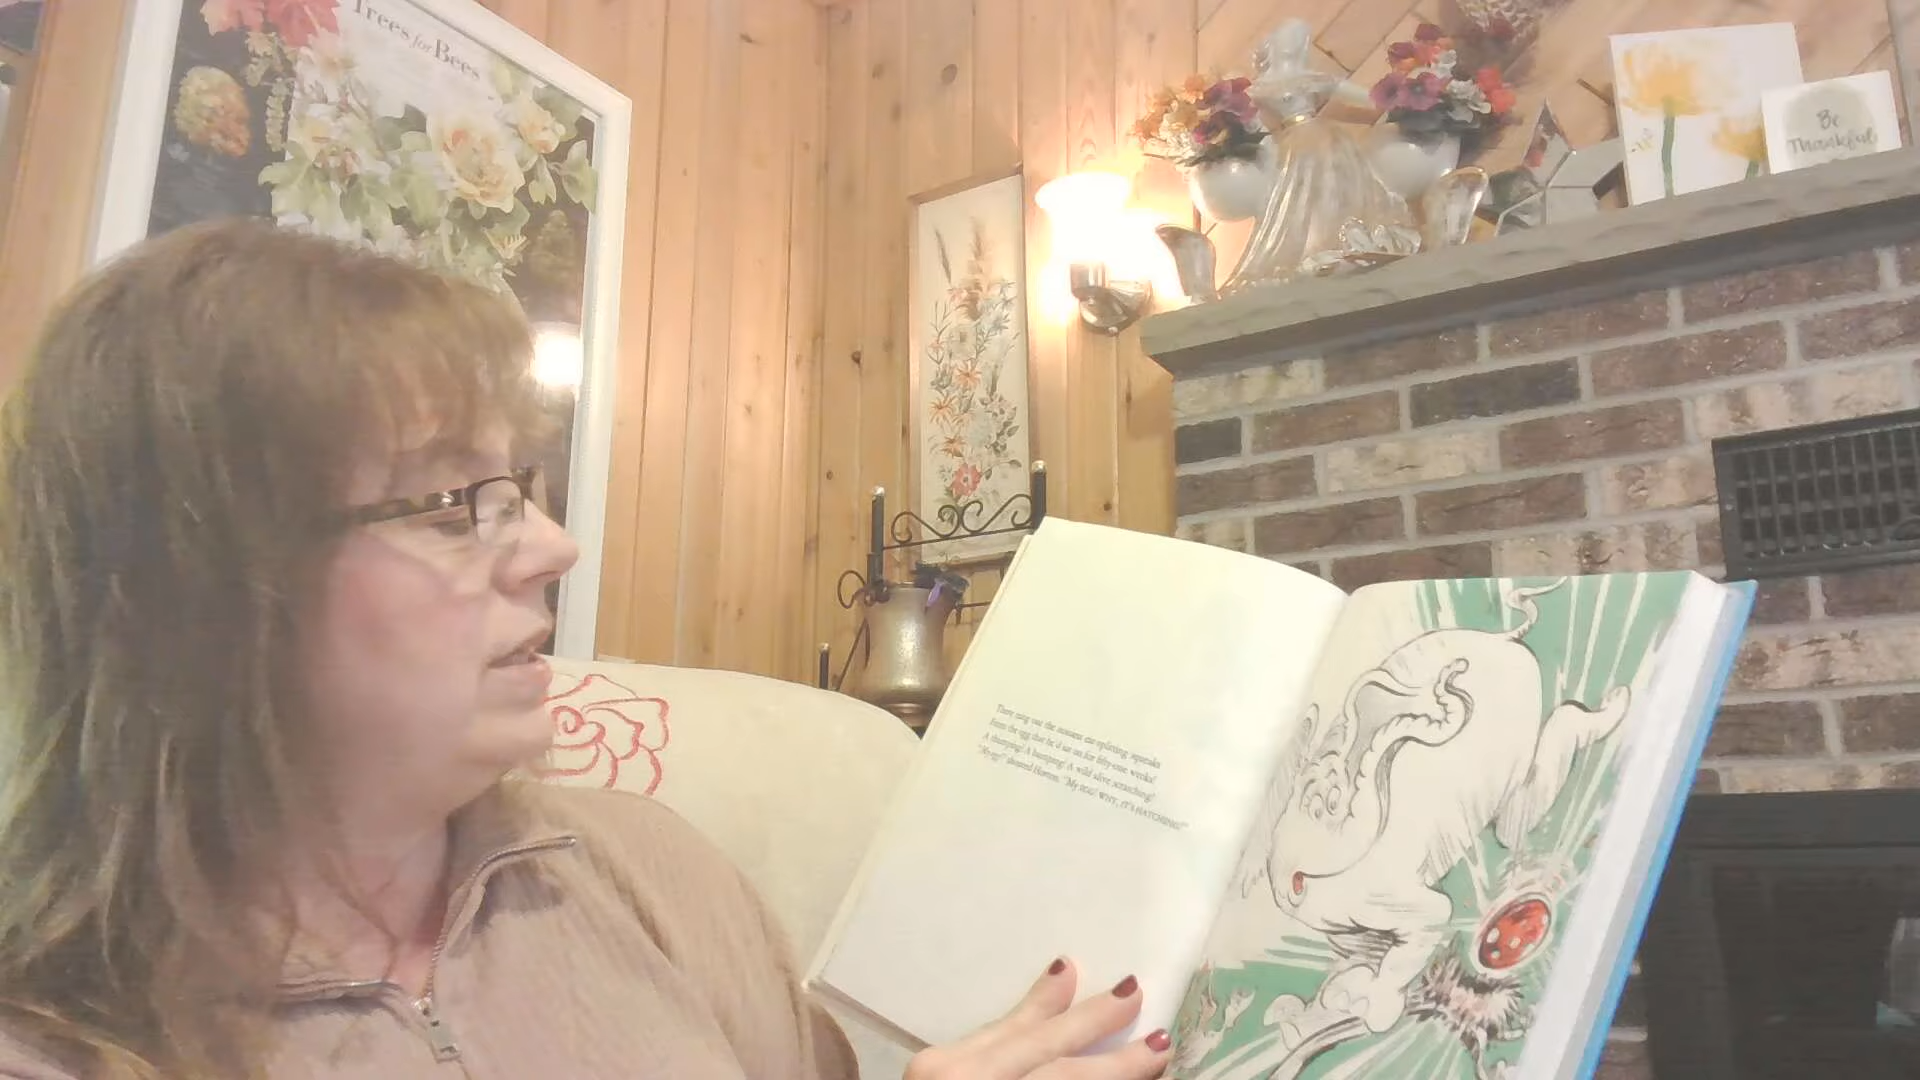 Trees for Bees
Be
Thankful
There rang out the noisiest ear-splitting squeaks
From the egg that he'd sat on for fifty-one weeks!
A thumping! A bumping! A wild alive scratching!
"My egg!" shouted Horton. "My EGG! WHY, IT'S HATCHING!"